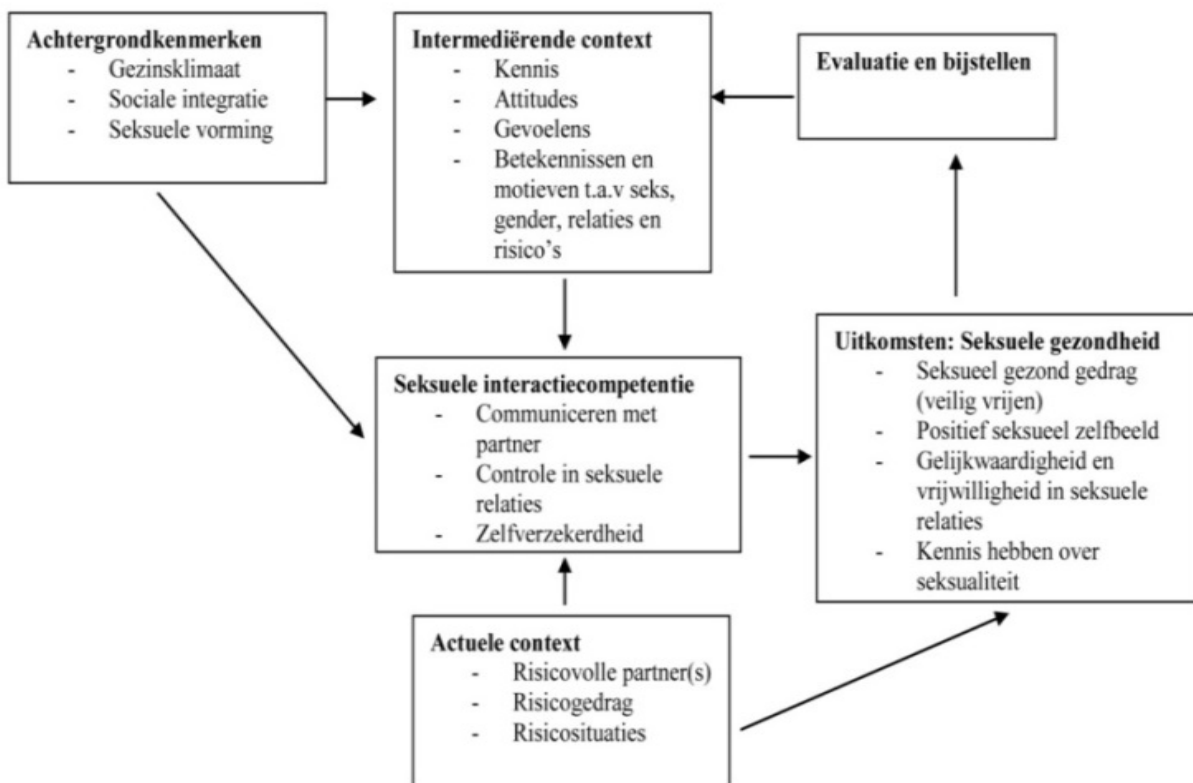 Achtergrondkenmerken
- Gezinsklimaat
- Sociale integratie
- Seksuele vorming
Intermediërende context
- Kennis
- Attitudes
- Gevoelens
- Betekennissen en
motieven t.a.v seks,
gender, relaties en
risico's
Evaluatie en bijstellen
Seksuele interactiecompetentie
- Communiceren met
partner
- Controle in seksuele
relaties
- Zelfverzekerdheid
Uitkomsten: Seksuele gezondheid
- Seksueel gezond gedrag
(veilig vrijen)
- Positief seksueel zelfbeeld
- Gelijkwaardigheid en
vrijwilligheid in seksuele
relaties
- Kennis hebben over
seksualiteit
Actuele context
- Risicovolle partner(s)
- Risicogedrag
- Risicosituaties